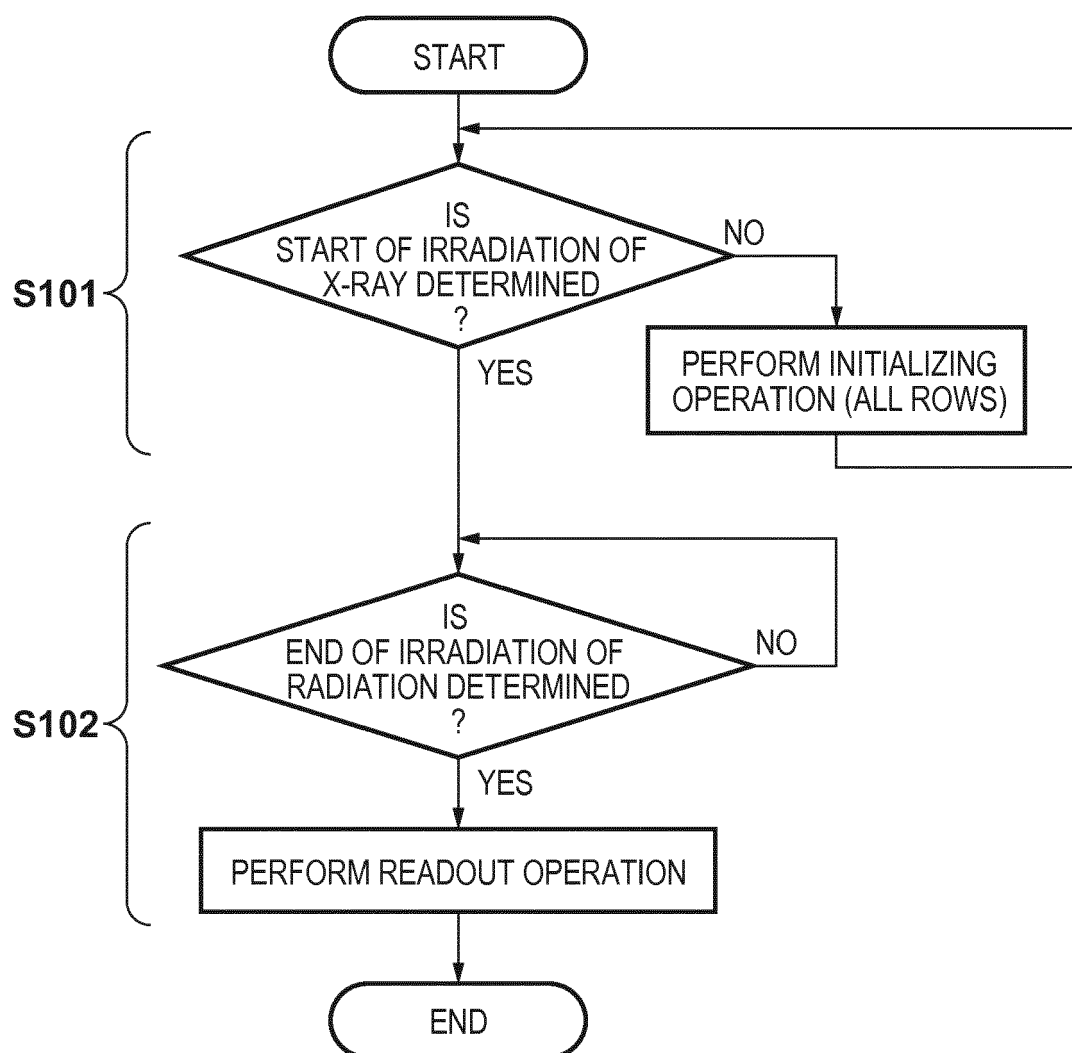 START
IS
START OF IRRADIATION OF
X-RAY DETERMINED
?
NO
S101
YES
PERFORM INITIALIZING
OPERATION (ALL ROWS)
IS
END OF IRRADIATION OF
RADIATION DETERMINED
?
NO
S102
YES
PERFORM READOUT OPERATION
END